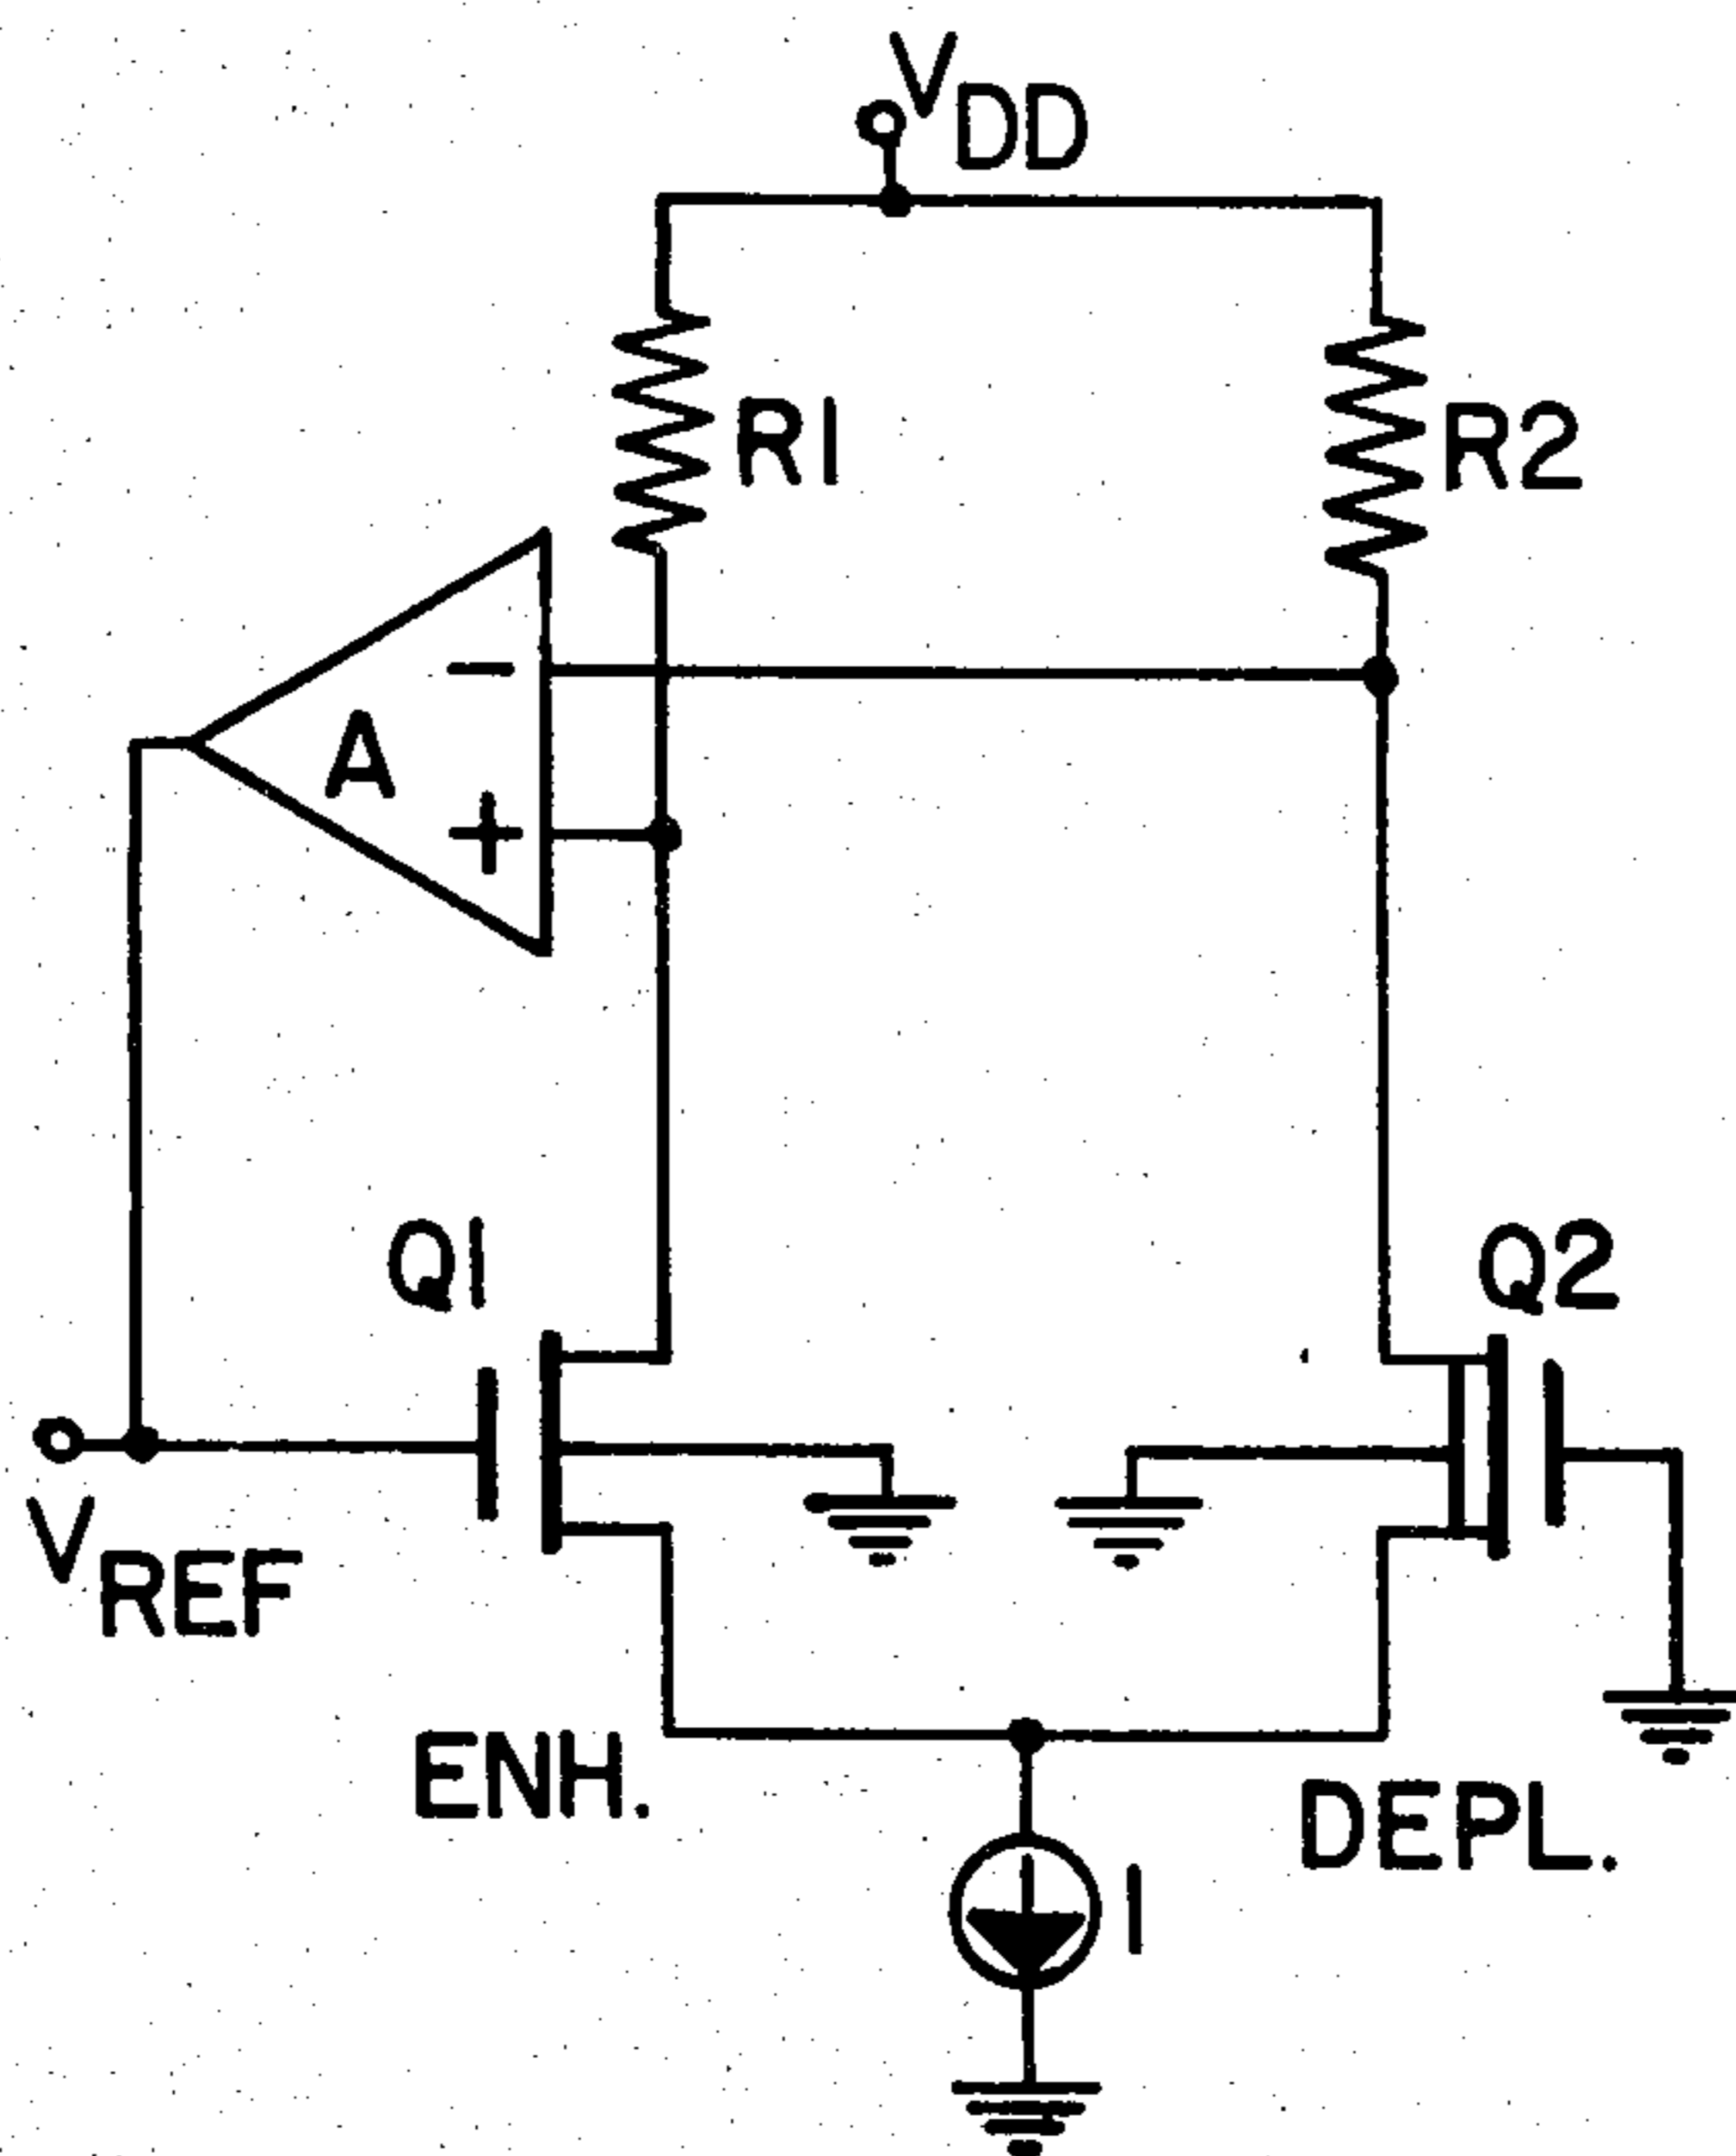 VDD
R1
R2
−
A
+
Q1
Q2
VREF
ENH.
DEPL.
I